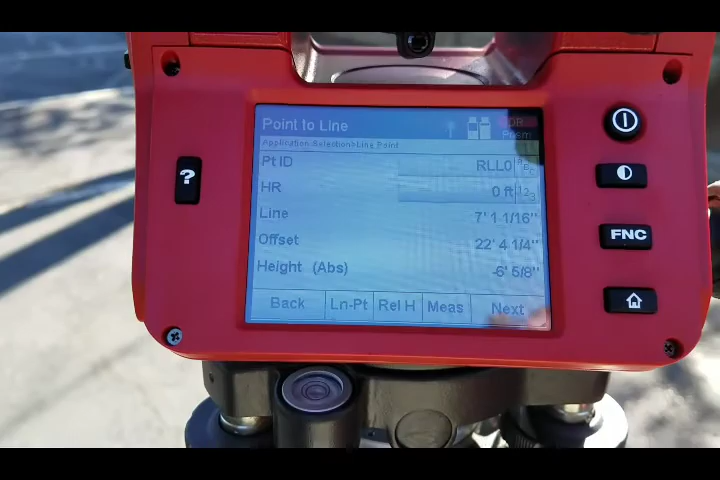 Point to Line
Application Selection>Line Point
Pt ID RLL0
HR 0 ft
Line 7' 1 1/16"
Offset 22' 4 1/4"
Height (Abs) -6' 5/8"
Back Ln-Pt Rel H Meas Next
?
FNC